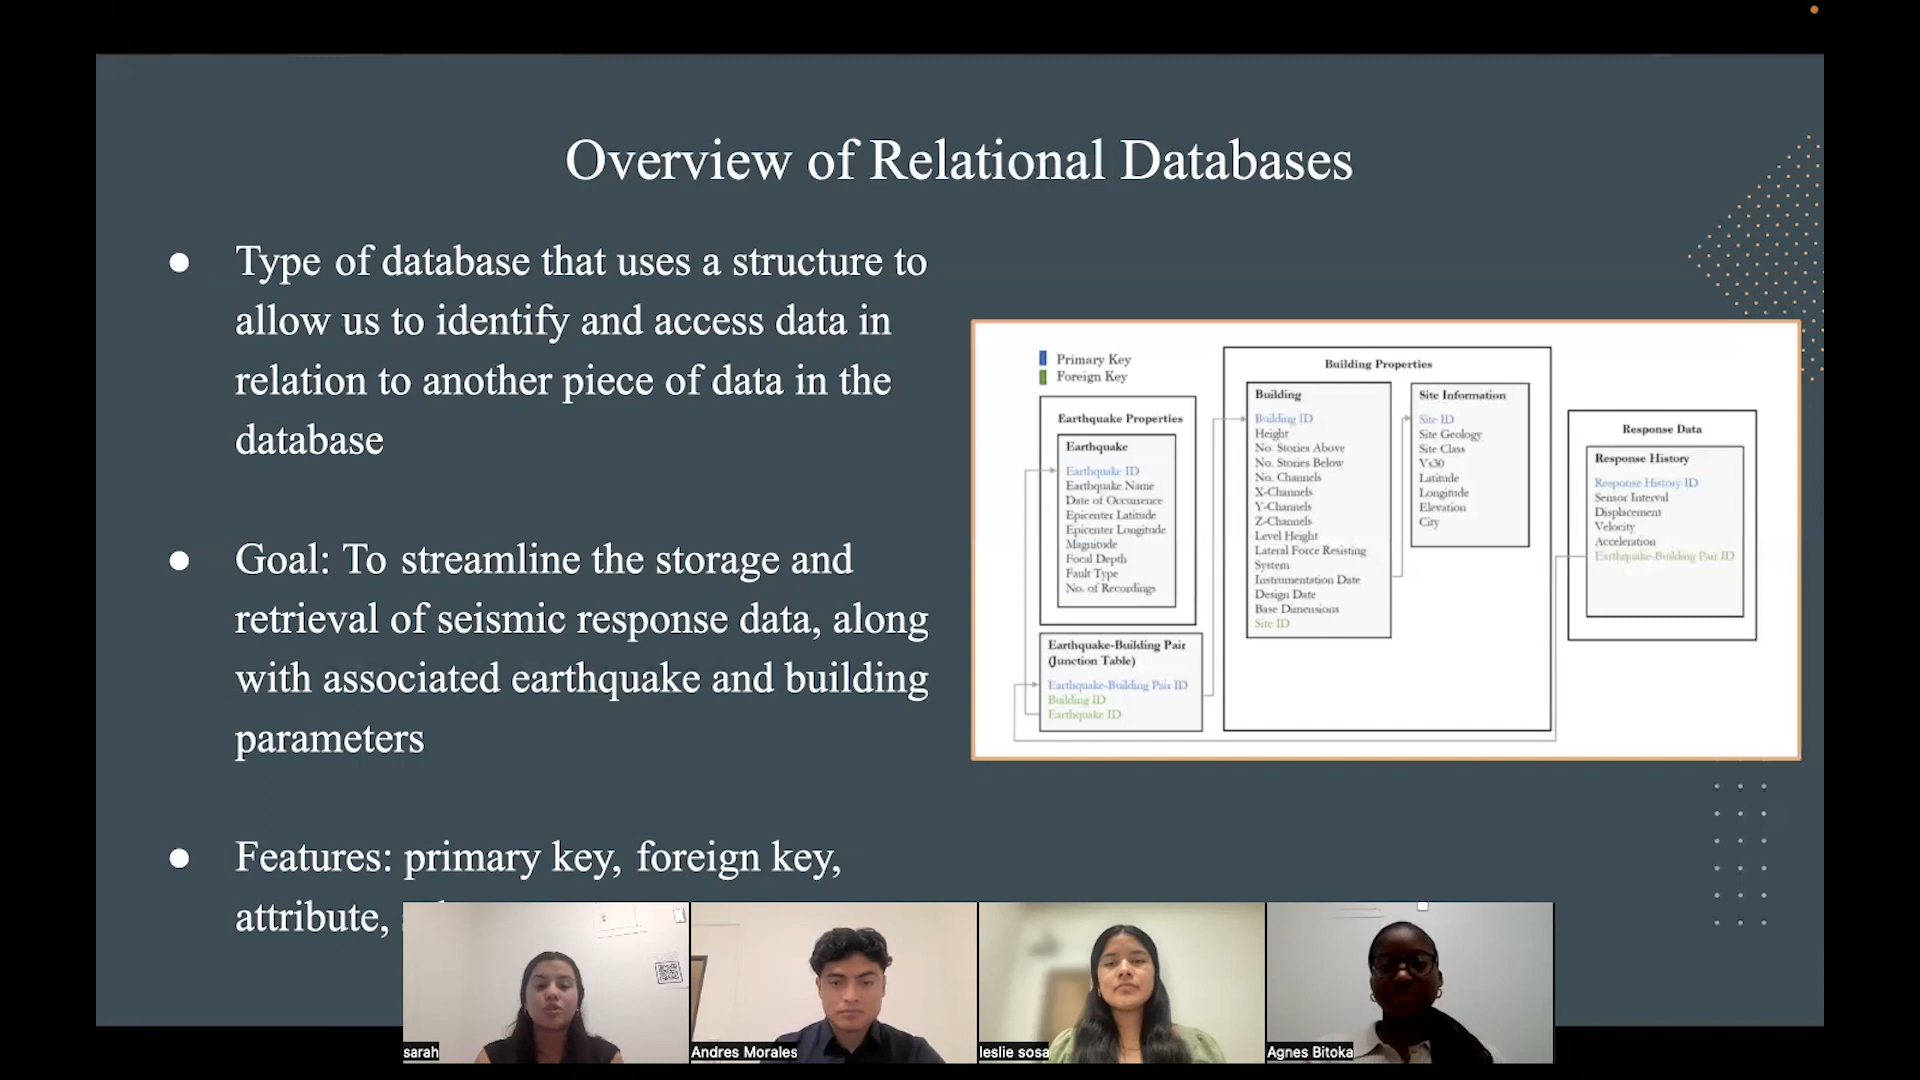 Overview of Relational Databases
● Type of database that uses a structure to
allow us to identify and access data in
relation to another piece of data in the
database
● Goal: To streamline the storage and
retrieval of seismic response data, along
with associated earthquake and building
parameters
● Features: primary key, foreign key,
attribute,
Primary Key
Foreign Key
Earthquake Properties
Earthquake
Earthquake ID
Earthquake Name
Date of Occurrence
Epicenter Latitude
Epicenter Longitude
Magnitude
Focal Depth
Fault Type
No. of Recordings
Earthquake-Building Pair
(Junction Table)
Earthquake-Building Pair ID
Building ID
Earthquake ID
Building Properties
Building
Building ID
Height
No. Stories Above
No. Stories Below
No. Channels
X-Channels
Y-Channels
Z-Channels
Level Height
Lateral Force Resisting
System
Instrumentation Date
Design Date
Base Dimensions
Site ID
Site Information
Site ID
Site Geology
Site Class
Vs30
Latitude
Longitude
Elevation
City
Response Data
Response History
Response History ID
Sensor Interval
Displacement
Velocity
Acceleration
Earthquake-Building Pair ID
sarah
Andres Morales
leslie sosa
Agnes Bitoka